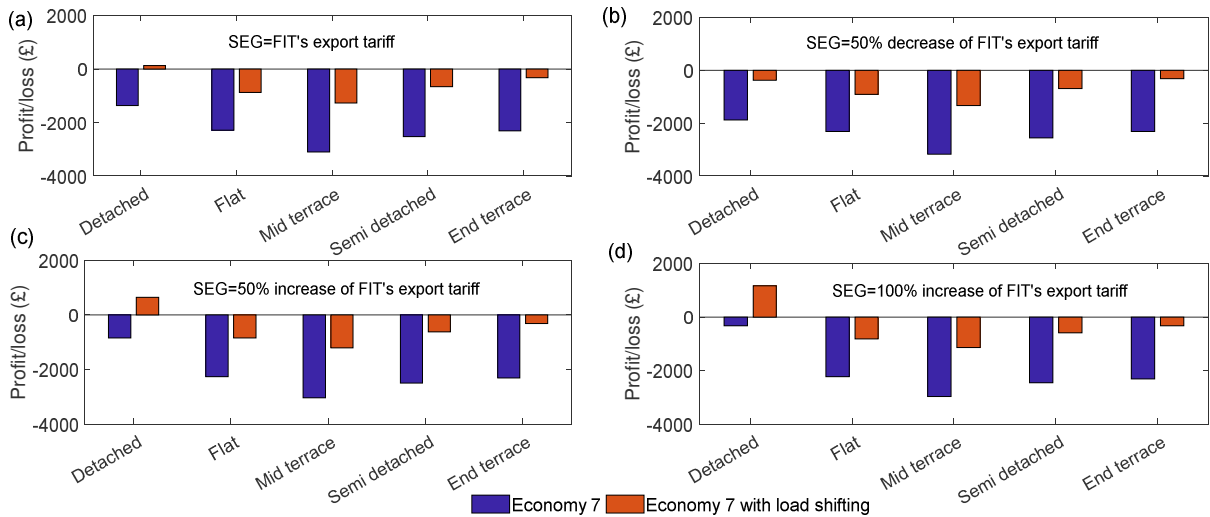 (a)
SEG=FIT's export tariff
Profit/loss (£)
2000
0
-2000
-4000
Detached
Flat
Mid terrace
Semi detached
End terrace
(b)
SEG=50% decrease of FIT's export tariff
Profit/loss (£)
2000
0
-2000
-4000
Detached
Flat
Mid terrace
Semi detached
End terrace
(c)
SEG=50% increase of FIT's export tariff
Profit/loss (£)
2000
0
-2000
-4000
Detached
Flat
Mid terrace
Semi detached
End terrace
(d)
SEG=100% increase of FIT's export tariff
Profit/loss (£)
2000
0
-2000
-4000
Detached
Flat
Mid terrace
Semi detached
End terrace
Economy 7
Economy 7 with load shifting